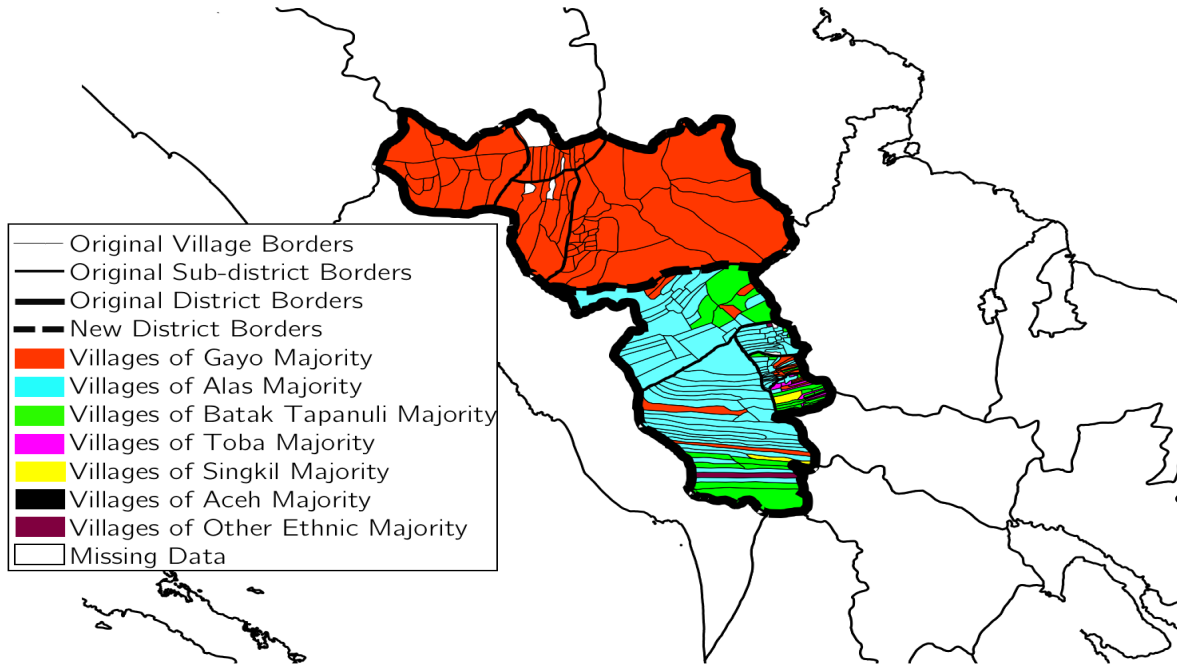 Original Village Borders
Original Sub-district Borders
Original District Borders
New District Borders
Villages of Gayo Majority
Villages of Alas Majority
Villages of Batak Tapanuli Majority
Villages of Toba Majority
Villages of Singkil Majority
Villages of Aceh Majority
Villages of Other Ethnic Majority
Missing Data